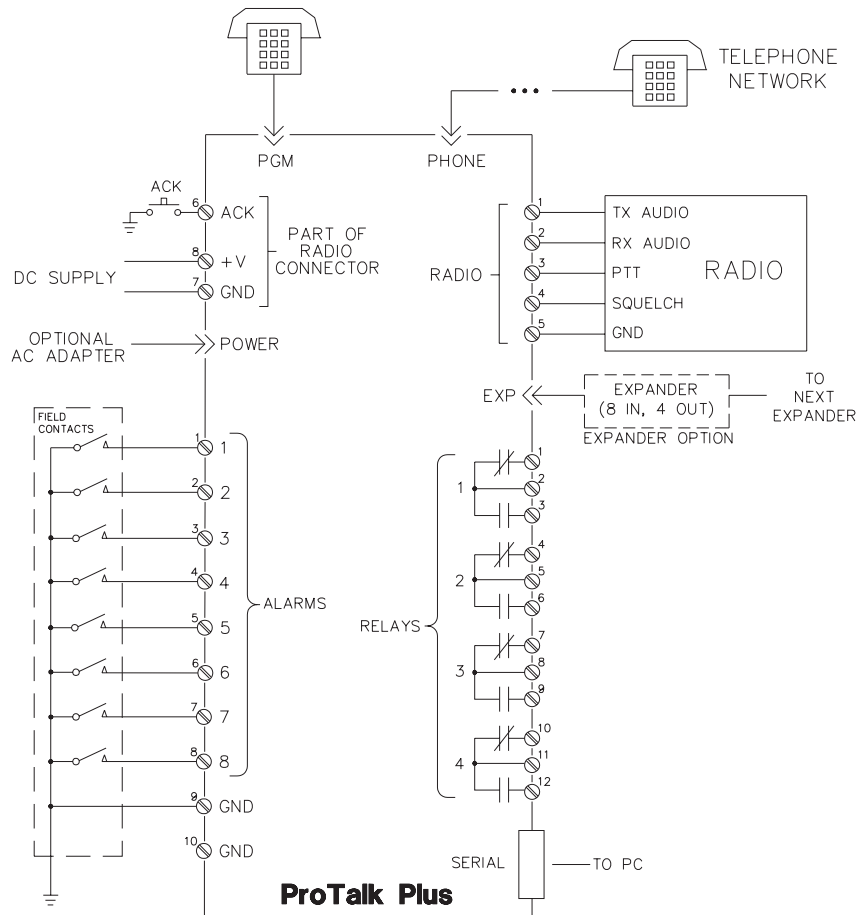 TELEPHONE
NETWORK
PGM
PHONE
ACK
6
ACK
8
+V
DC SUPPLY
7
GND
PART OF
RADIO
CONNECTOR
OPTIONAL
AC ADAPTER
POWER
RADIO
1
TX AUDIO
2
RX AUDIO
3
PTT
4
SQUELCH
5
GND
RADIO
EXP
EXPANDER
(8 IN, 4 OUT)
EXPANDER OPTION
TO
NEXT
EXPANDER
FIELD
CONTACTS
1
1
2
2
3
3
4
4
5
5
6
6
7
7
8
8
9
GND
10
GND
ALARMS
RELAYS
1
1
2
3
2
4
5
6
3
7
8
9
4
10
11
12
SERIAL
TO PC
ProTalk Plus